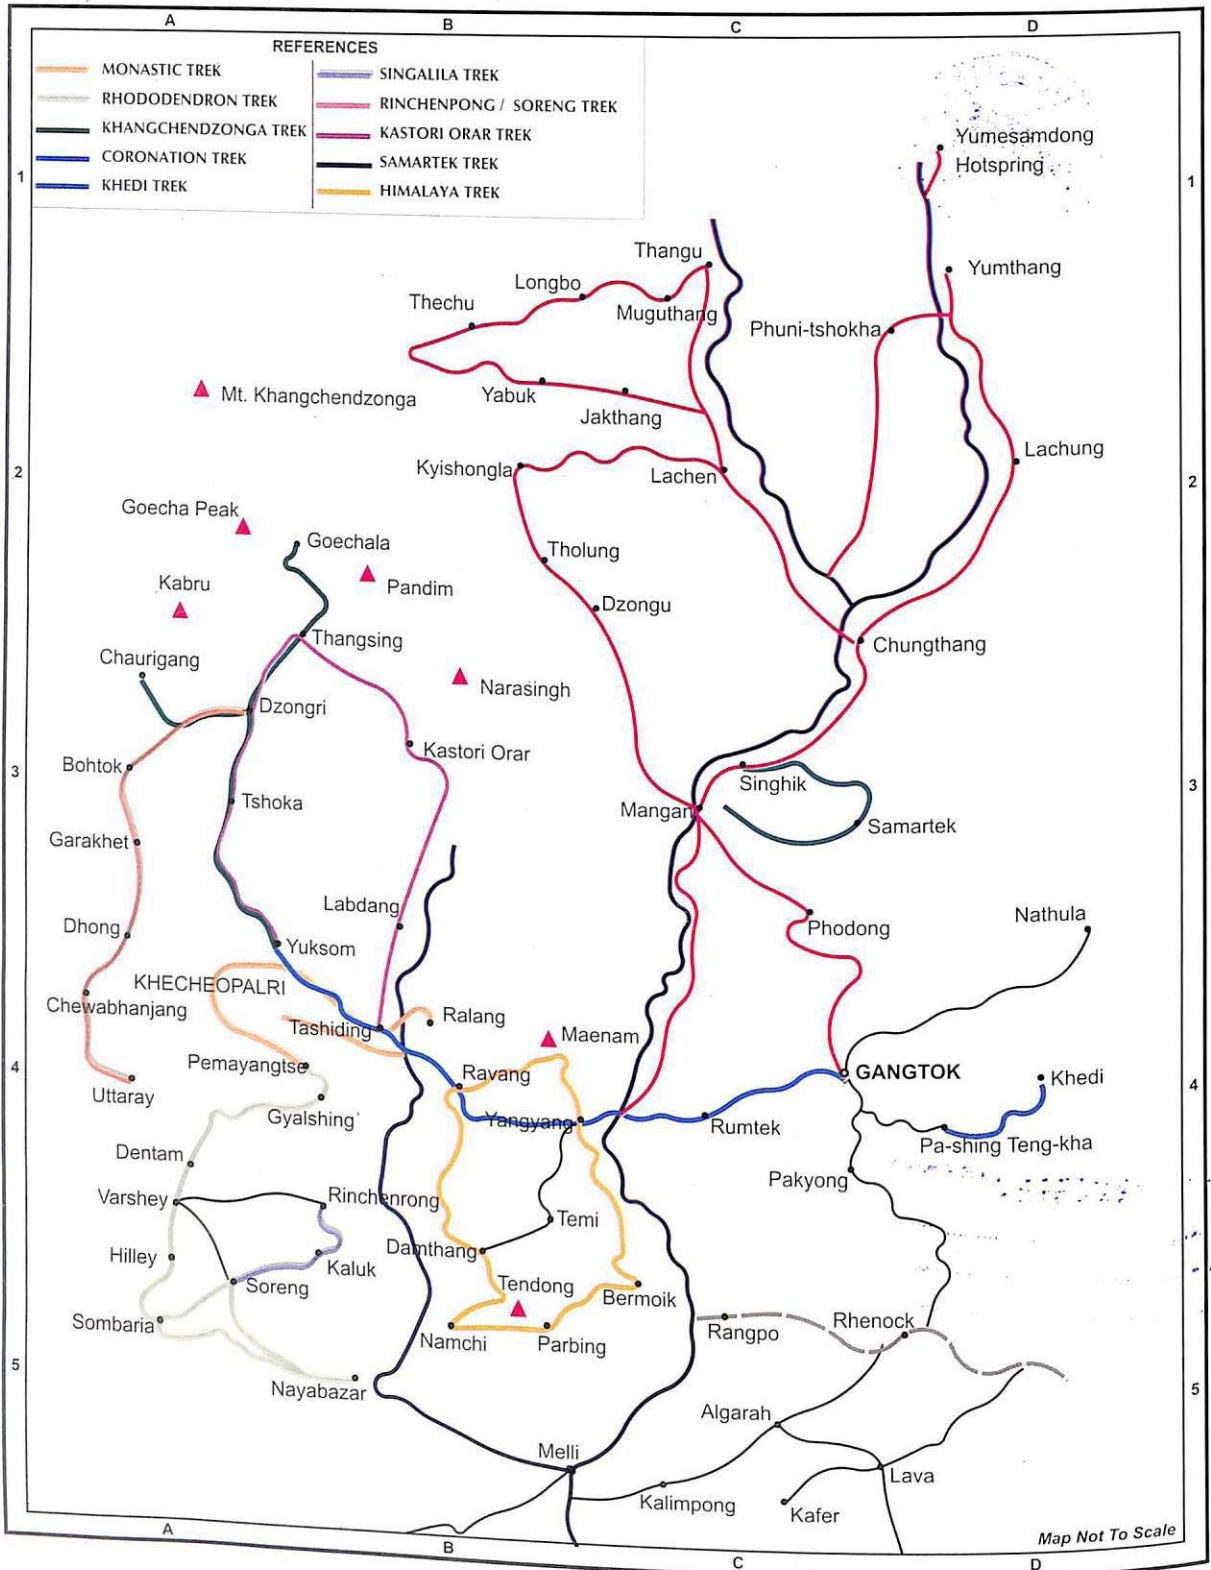 A B C D
REFERENCES
MONASTIC TREK
RHODODENDRON TREK
KHANGCHENDZONGA TREK
CORONATION TREK
KHEDI TREK
SINGALILA TREK
RINCHENPONG / SORENG TREK
KASTORI ORAR TREK
SAMARTEK TREK
HIMALAYA TREK
1 1
Yumesamdong
Hotspring
Thangu
Yumthang
Longbo
Thechu
Muguthang
Phuni-tshokha
Mt. Khangchendzonga
Yabuk
Jakthang
Lachung
2 2
Kyishongla
Lachen
Goecha Peak
Goechala
Tholung
Kabru
Pandim
Dzongu
Thangsing
Chungthang
Chaurigang
Narasingh
Dzongri
Kastori Orar
Bohtok
3 3
Singhik
Tshoka
Mangan
Samartek
Garakhet
Labdang
Nathula
Dhong
Phodong
Yuksom
KHECHEOPALRI
Chewabhanjang
Ralang
Tashiding
Maenam
Pemayangtse
4 4
Ravang
GANGTOK
Khedi
Uttaray
Gyalshing
Yangyang
Rumtek
Pa-shing Teng-kha
Dentam
Pakyong
Varshey
Rinchenrong
Temi
Hilley
Damthang
Kaluk
Soreng
Tendong
Bermoik
Sombaria
Rangpo
Rhenock
Namchi
Parbing
5 5
Nayabazar
Algarah
Melli
Lava
Kalimpong
Kafer
Map Not To Scale
A B C D